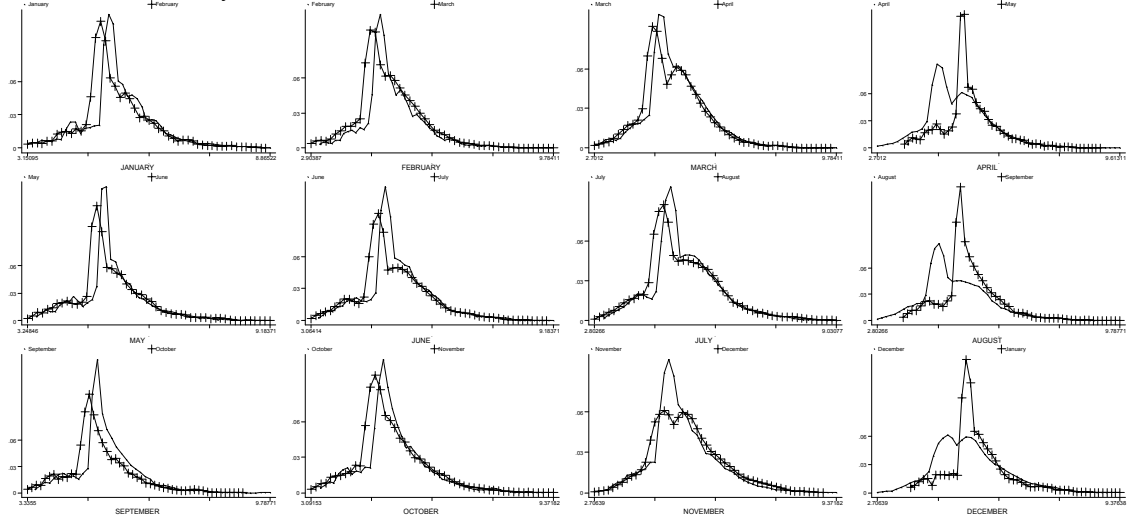 January February
February March
March April
April May
.06
.03
0
3.15095 8.86522
JANUARY
.06
.03
0
2.90387 9.78411
FEBRUARY
.06
.03
0
2.7012 9.78411
MARCH
.06
.03
0
2.7012 9.61311
APRIL
May June
June July
July August
August September
.06
.03
0
3.24846 9.18371
MAY
.06
.03
0
3.06414 9.18371
JUNE
.06
.03
0
2.80266 9.03077
JULY
.06
.03
0
2.80266 9.78771
AUGUST
September October
October November
November December
December January
.06
.03
0
3.2355 9.78771
SEPTEMBER
.06
.03
0
3.09153 9.37182
OCTOBER
.06
.03
0
2.70639 9.37182
NOVEMBER
.06
.03
0
2.70639 9.37638
DECEMBER